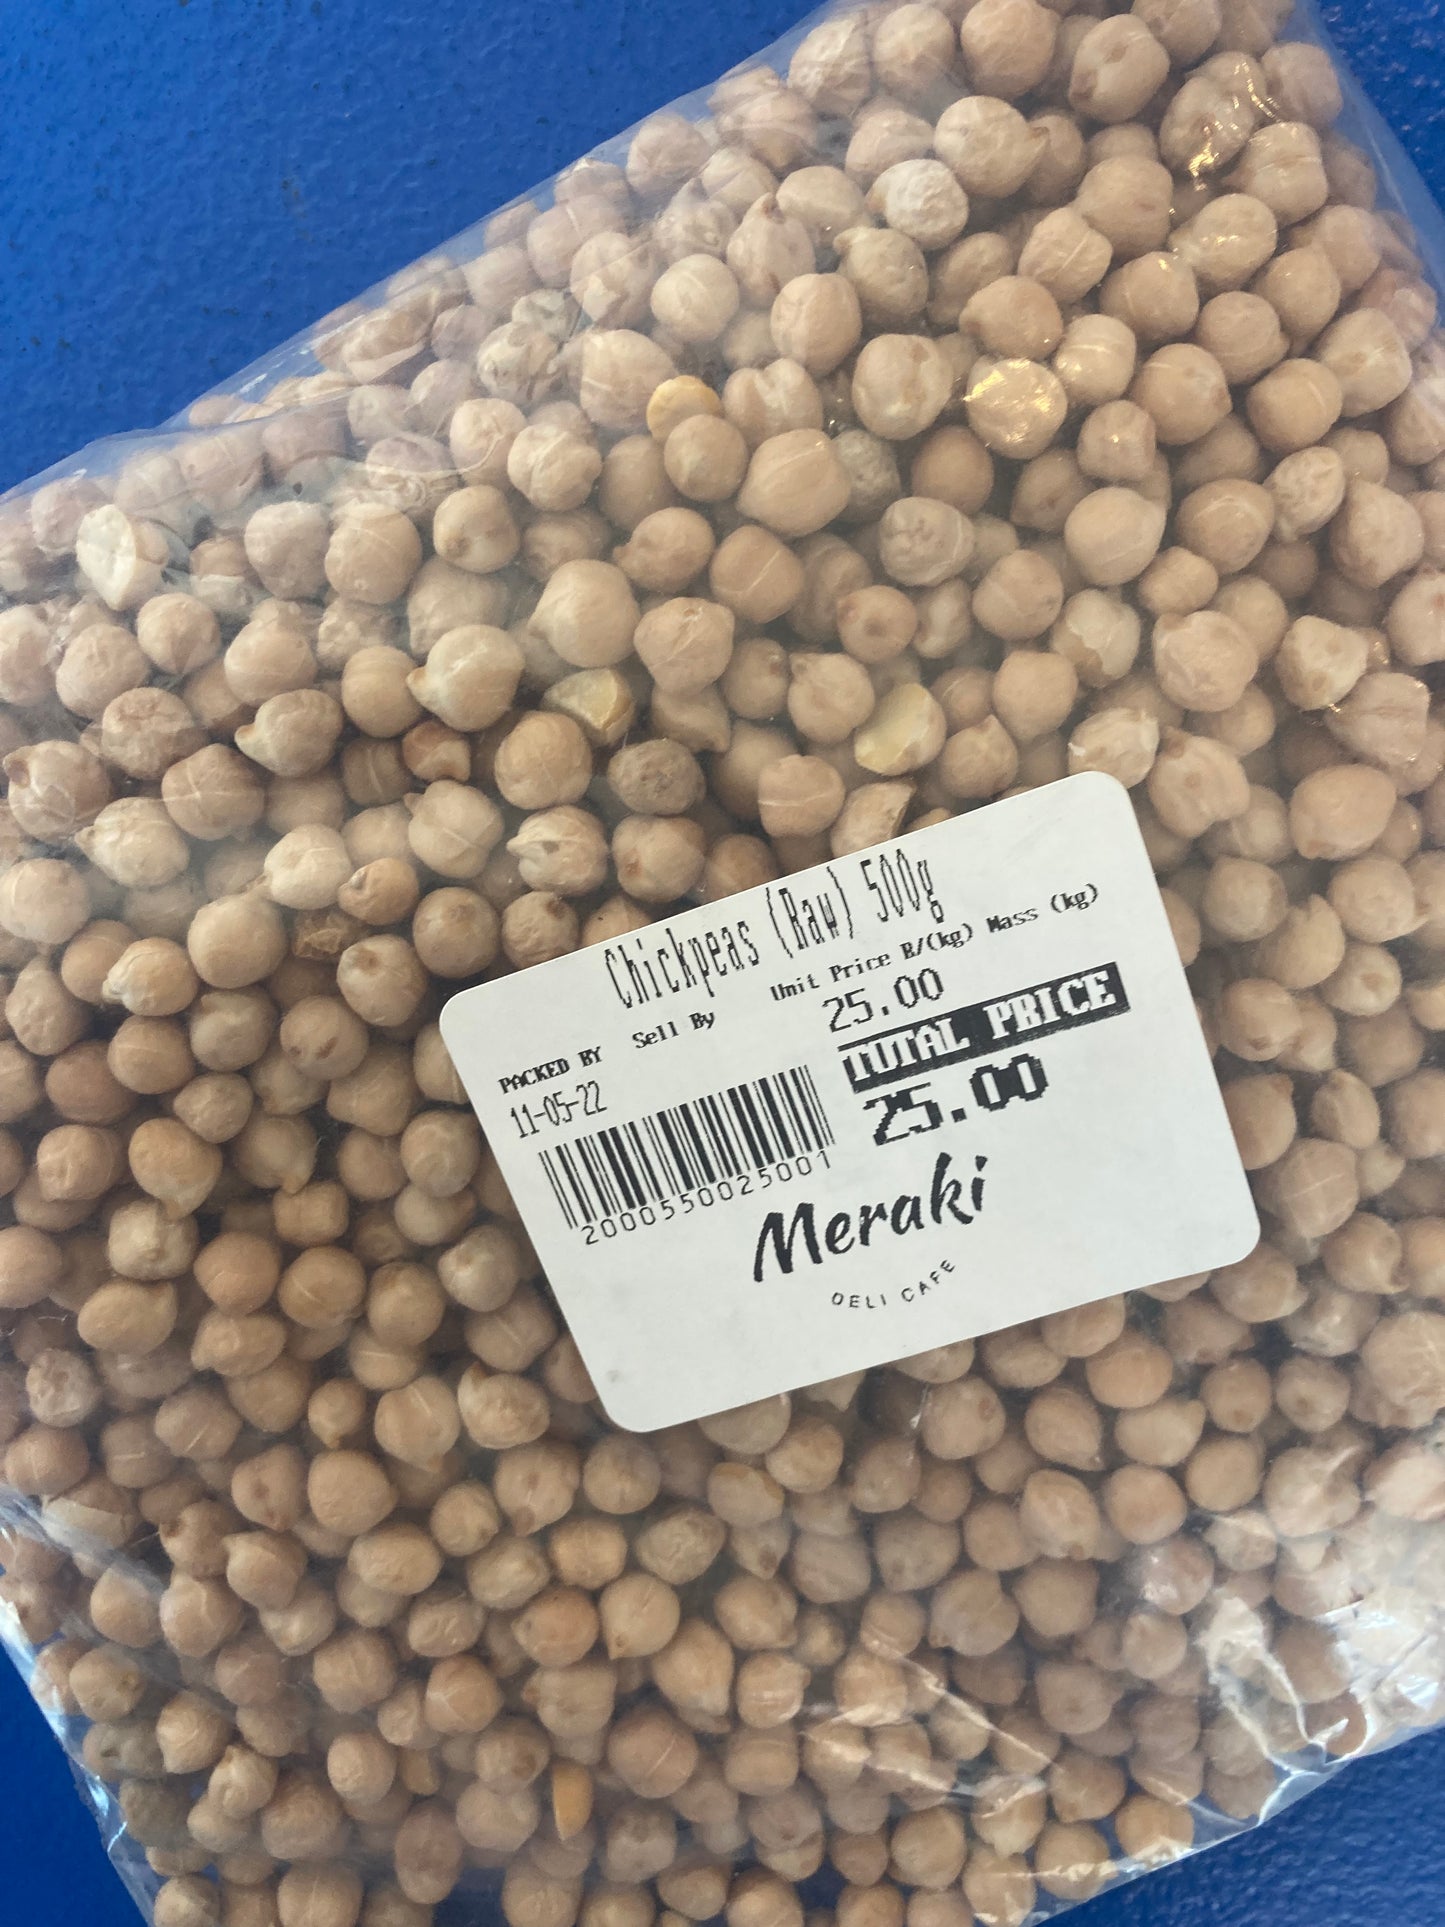 Chickpeas (Raw) 500g
PACKED BY Sell By Unit Price R/(kg) Mass (kg)
11-05-22 25.00
TOTAL PRICE
25.00
2000550025001
Meraki
DELI CAFE